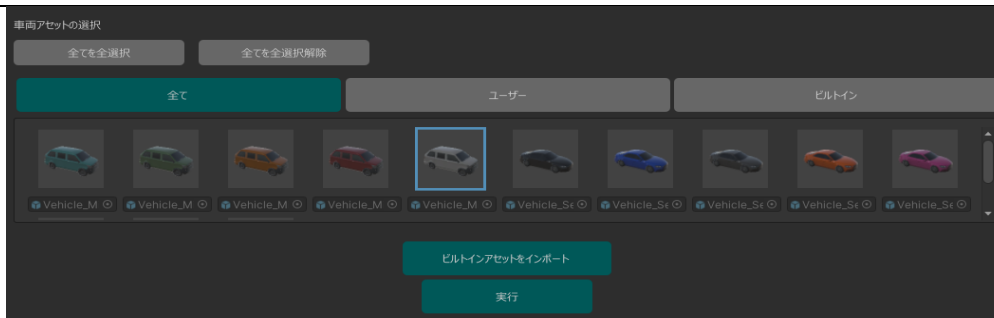 車両アセットの選択
全てを全選択 全てを全選択解除
全て ユーザー ビルトイン
Vehicle_M Vehicle_M Vehicle_M Vehicle_M Vehicle_M Vehicle_Se Vehicle_Se Vehicle_Se Vehicle_Se Vehicle_Se
ビルトインアセットをインポート
実行